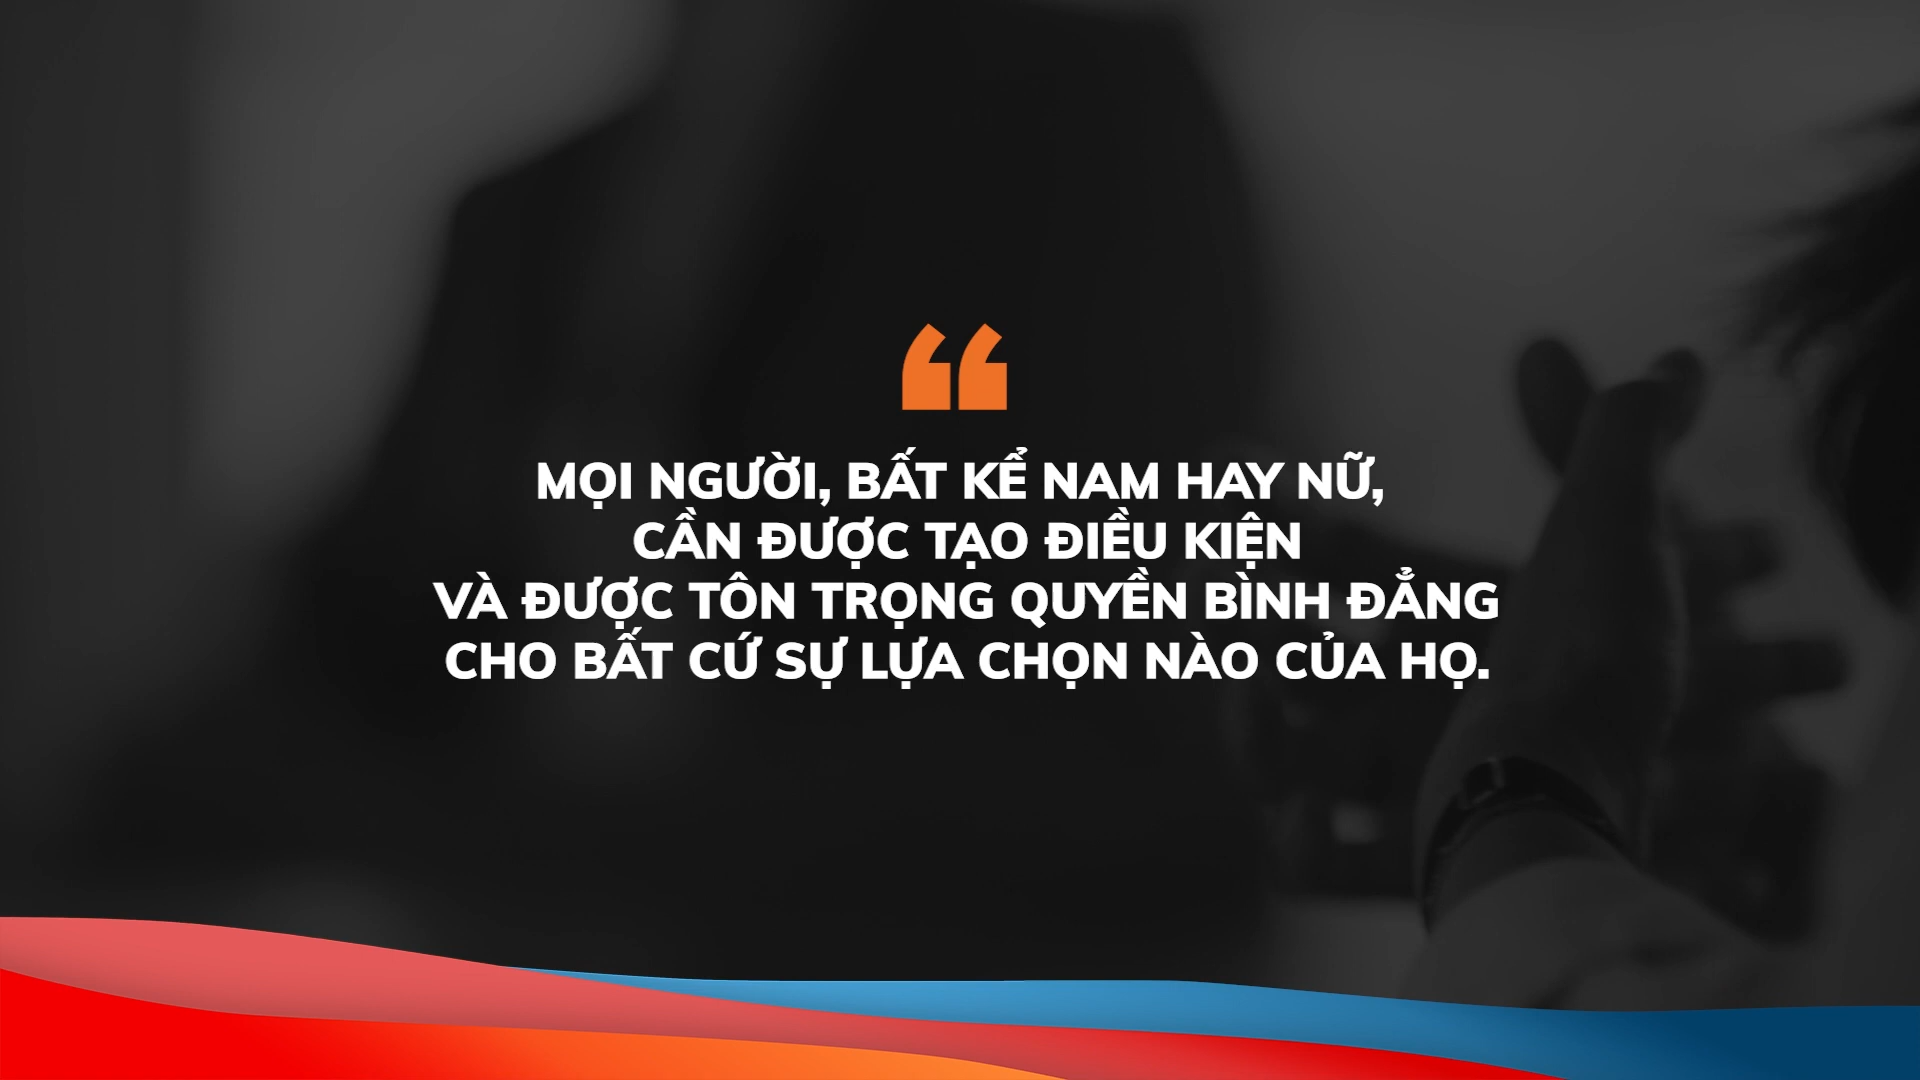 “
MỌI NGƯỜI, BẤT KỂ NAM HAY NỮ,
CẦN ĐƯỢC TẠO ĐIỀU KIỆN
VÀ ĐƯỢC TÔN TRỌNG QUYỀN BÌNH ĐẲNG
CHO BẤT CỨ SỰ LỰA CHỌN NÀO CỦA HỌ.